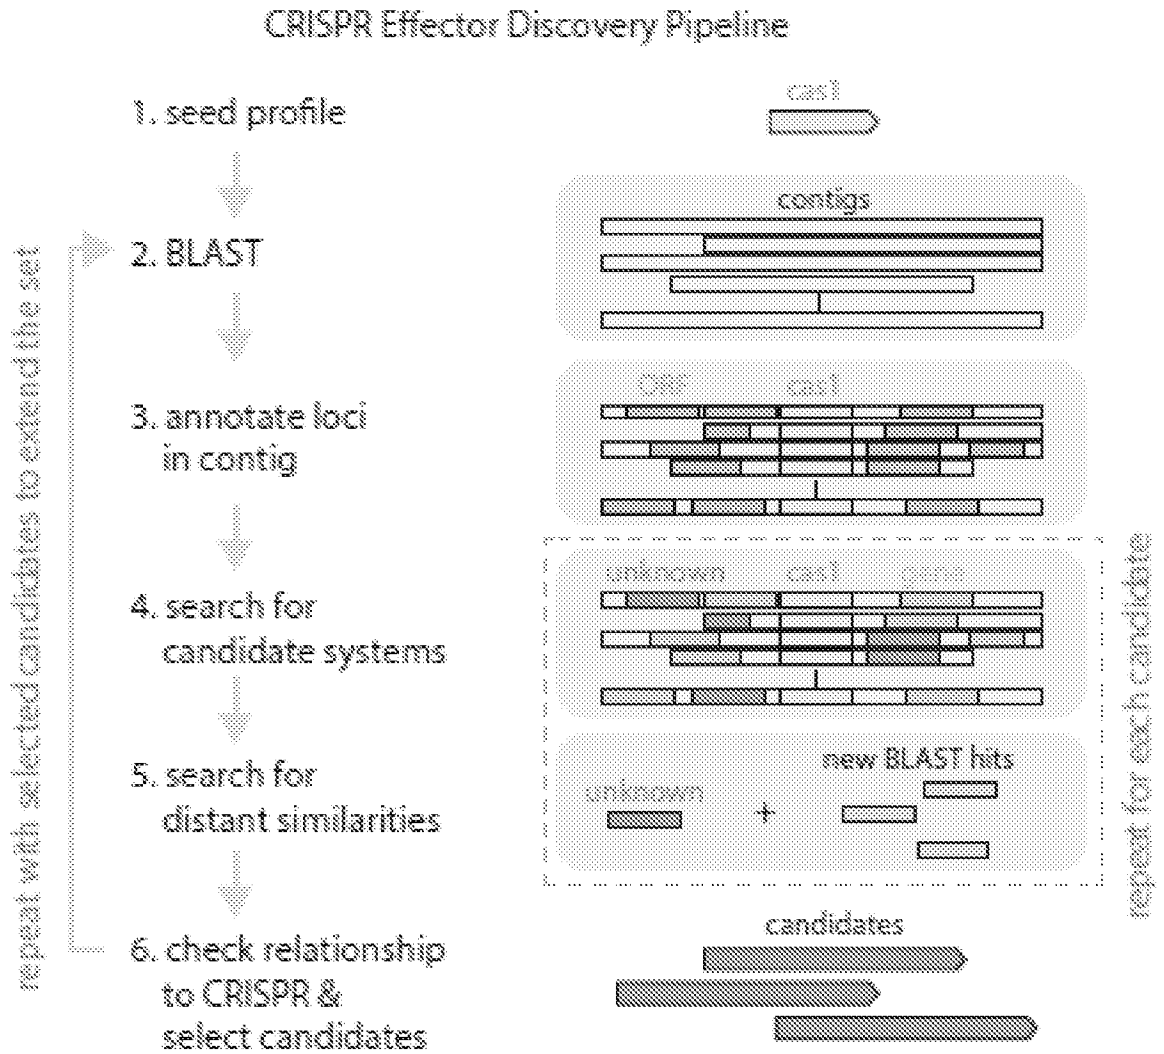 CRISPR Effector Discovery Pipeline
1. seed profile
cas1
2. BLAST
contigs
3. annotate loci
in contig
ORF
cas1
4. search for
candidate systems
unknown
cas1
gene
5. search for
distant similarities
unknown
+
new BLAST hits
6. check relationship
to CRISPR &
select candidates
candidates
repeat with selected candidates to extend the set
repeat for each candidate